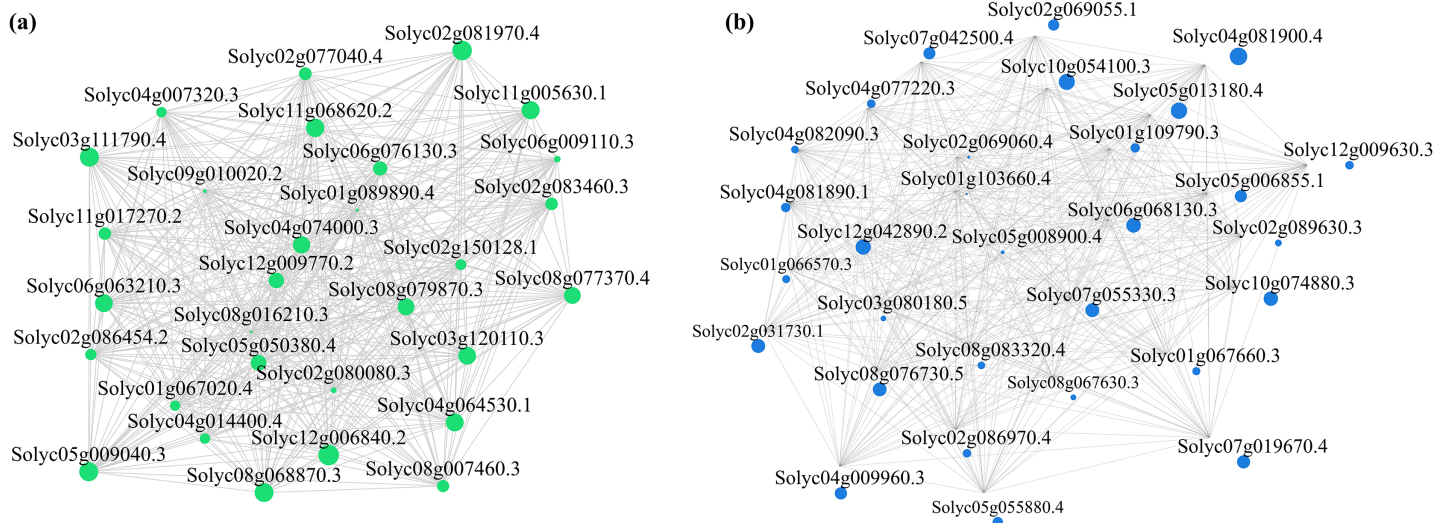 (a)
Solyc02g081970.4
Solyc02g077040.4
Solyc04g007320.3
Solyc11g005630.1
Solyc11g068620.2
Solyc03g111790.4
Solyc06g009110.3
Solyc06g076130.3
Solyc09g010020.2
Solyc01g089890.4
Solyc02g083460.3
Solyc11g017270.2
Solyc04g074000.3
Solyc02g150128.1
Solyc12g009770.2
Solyc08g077370.4
Solyc06g063210.3
Solyc08g079870.3
Solyc08g016210.3
Solyc02g086454.2
Solyc03g120110.3
Solyc05g050380.4
Solyc02g080080.3
Solyc01g067020.4
Solyc04g064530.1
Solyc04g014400.4
Solyc12g006840.2
Solyc05g009040.3
Solyc08g068870.3
Solyc08g007460.3
(b)
Solyc02g069055.1
Solyc07g042500.4
Solyc04g081900.4
Solyc10g054100.3
Solyc04g077220.3
Solyc05g013180.4
Solyc04g082090.3
Solyc02g069060.4
Solyc01g109790.3
Solyc12g009630.3
Solyc01g103660.4
Solyc05g006855.1
Solyc04g081890.1
Solyc06g068130.3
Solyc02g089630.3
Solyc12g042890.2
Solyc05g008900.4
Solyc01g066570.3
Solyc10g074880.3
Solyc03g080180.5
Solyc07g055330.3
Solyc02g031730.1
Solyc08g083320.4
Solyc01g067660.3
Solyc08g076730.5
Solyc08g067630.3
Solyc02g086970.4
Solyc07g019670.4
Solyc04g009960.3
Solyc05g055880.4